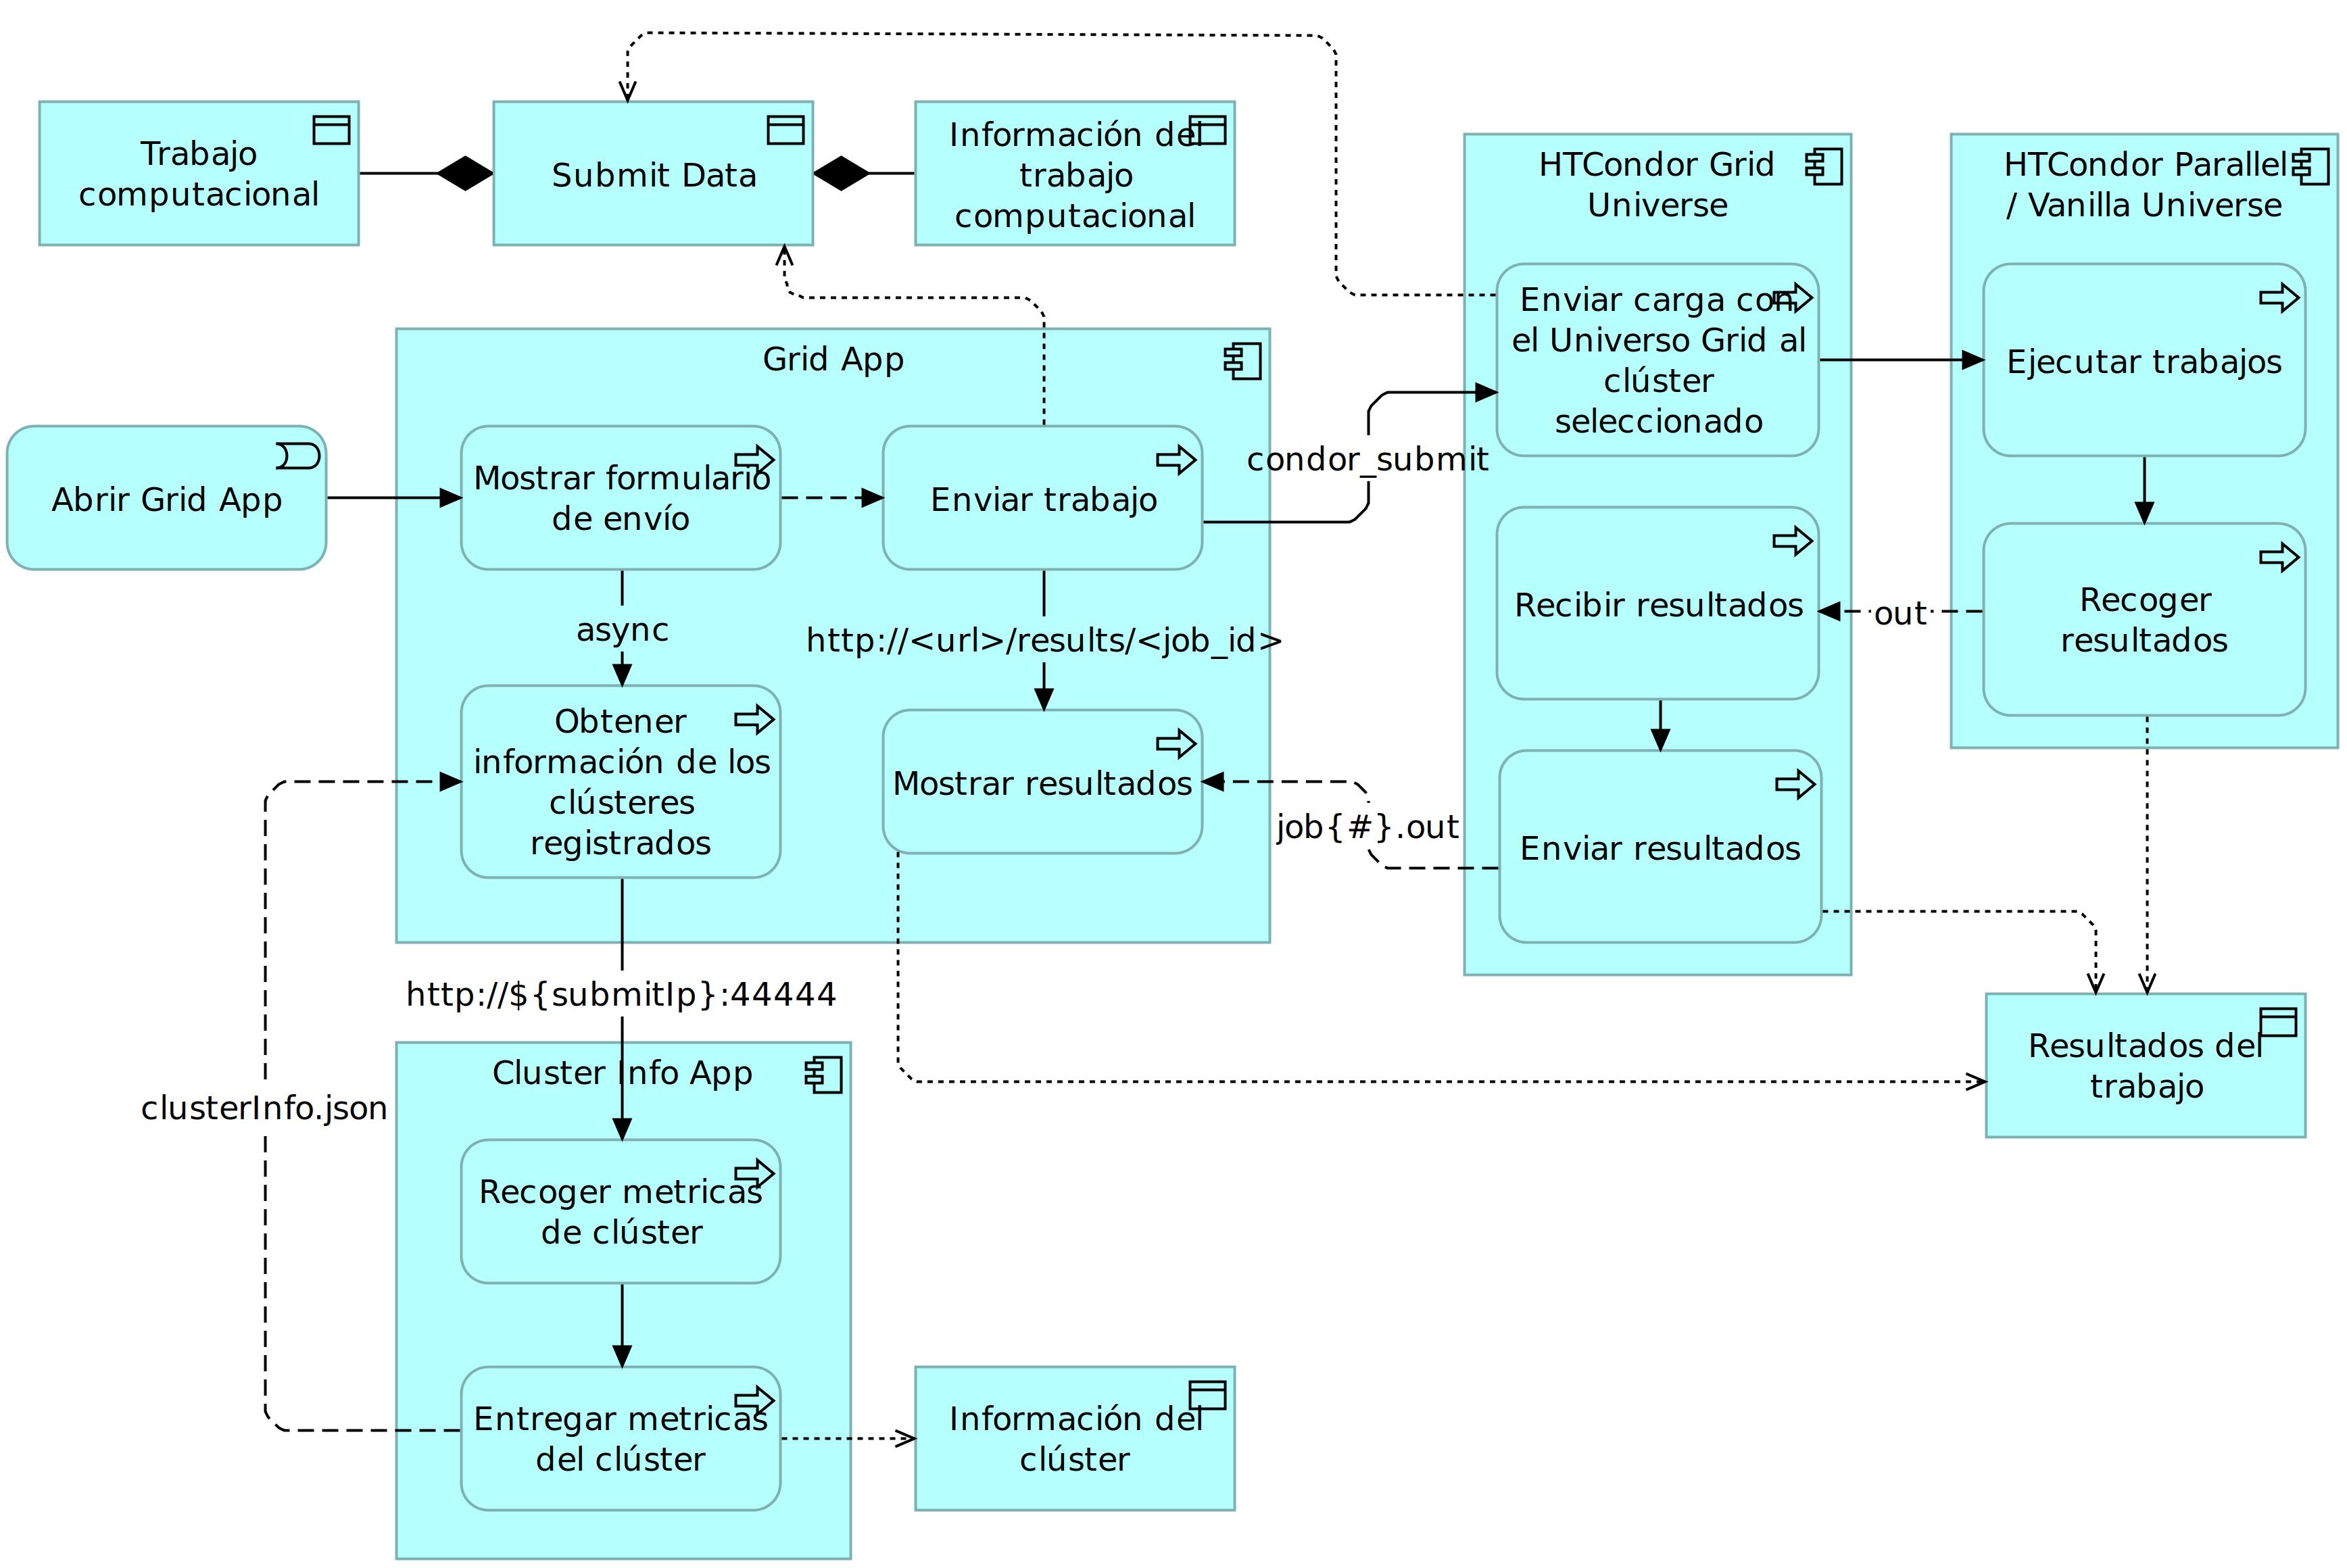 Trabajo
computacional
Submit Data
Información del
trabajo
computacional
HTCondor Grid
Universe
HTCondor Parallel
/ Vanilla Universe
Enviar carga con
el Universo Grid al
clúster
seleccionado
Ejecutar trabajos
Grid App
Abrir Grid App
Mostrar formulario
de envío
Enviar trabajo
condor_submit
async
http://<url>/results/<job_id>
Recibir resultados
out
Recoger
resultados
Obtener
información de los
clústeres
registrados
Mostrar resultados
job{#}.out
Enviar resultados
http://${submitIp}:44444
Resultados del
trabajo
Cluster Info App
clusterInfo.json
Recoger metricas
de clúster
Entregar metricas
del clúster
Información del
clúster